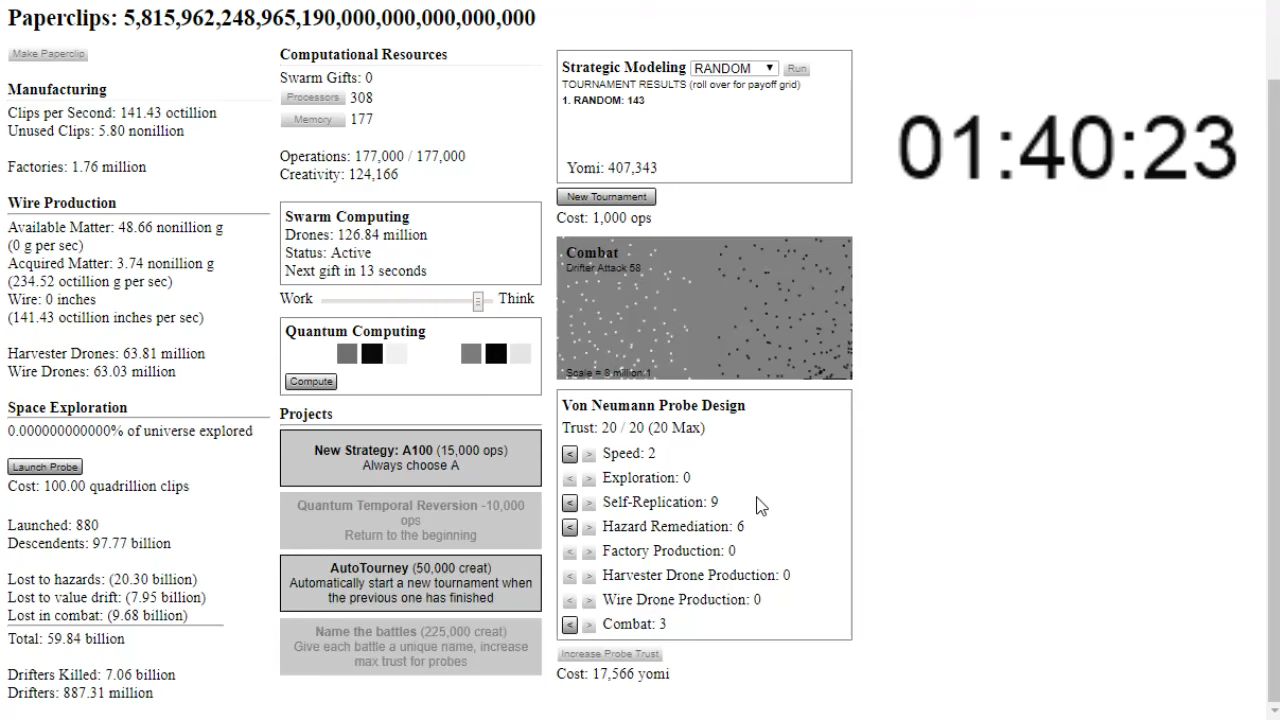 Paperclips: 5,815,962,248,965,190,000,000,000,000,000
Make Paperclip
Manufacturing
Clips per Second: 141.43 octillion
Unused Clips: 5.80 nonillion
Factories: 1.76 million
Wire Production
Available Matter: 48.66 nonillion g
(0 g per sec)
Acquired Matter: 3.74 nonillion g
(234.52 octillion g per sec)
Wire: 0 inches
(141.43 octillion inches per sec)
Harvester Drones: 63.81 million
Wire Drones: 63.03 million
Space Exploration
0.000000000000% of universe explored
Launch Probe
Cost: 100.00 quadrillion clips
Launched: 880
Descendents: 97.77 billion
Lost to hazards: (20.30 billion)
Lost to value drift: (7.95 billion)
Lost in combat: (9.68 billion)
Total: 59.84 billion
Drifters Killed: 7.06 billion
Drifters: 887.31 million
Computational Resources
Swarm Gifts: 0
Processors 308
Memory 177
Operations: 177,000 / 177,000
Creativity: 124,166
Swarm Computing
Drones: 126.84 million
Status: Active
Next gift in 13 seconds
Work Think
Quantum Computing
Compute
Projects
New Strategy: A100 (15,000 ops)
Always choose A
Quantum Temporal Reversion -10,000
ops
Return to the beginning
AutoTourney (50,000 creat)
Automatically start a new tournament when
the previous one has finished
Name the battles (225,000 creat)
Give each battle a unique name, increase
max trust for probes
Strategic Modeling RANDOM ▼ Run
TOURNAMENT RESULTS (roll over for payoff grid)
1. RANDOM: 143
Yomi: 407,343
New Tournament
Cost: 1,000 ops
Combat
Drifter Attack 58
Scale = 8 million:1
Von Neumann Probe Design
Trust: 20 / 20 (20 Max)
< > Speed: 2
< > Exploration: 0
< > Self-Replication: 9
< > Hazard Remediation: 6
< > Factory Production: 0
< > Harvester Drone Production: 0
< > Wire Drone Production: 0
< > Combat: 3
Increase Probe Trust
Cost: 17,566 yomi
01:40:23